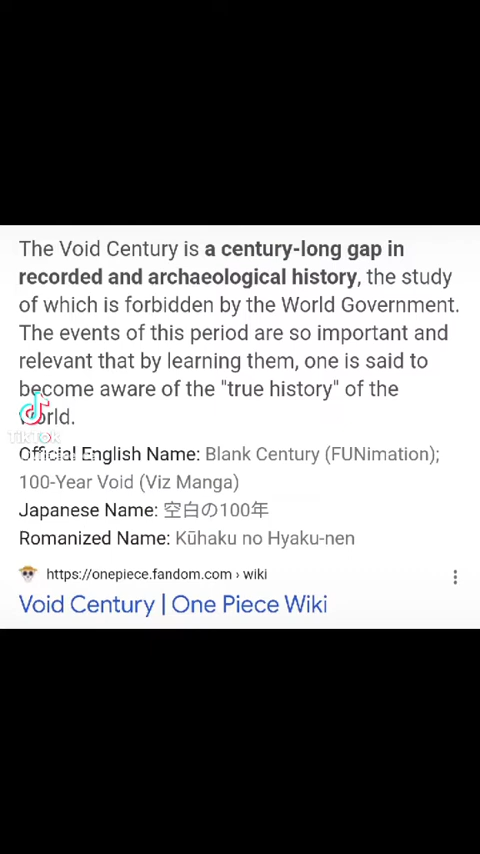 The Void Century is a century-long gap in
recorded and archaeological history, the study
of which is forbidden by the World Government.
The events of this period are so important and
relevant that by learning them, one is said to
become aware of the "true history" of the
world.
TikTok
Official English Name: Blank Century (FUNimation);
100-Year Void (Viz Manga)
Japanese Name: 空白の100年
Romanized Name: Kūhaku no Hyaku-nen
https://onepiece.fandom.com › wiki
Void Century | One Piece Wiki